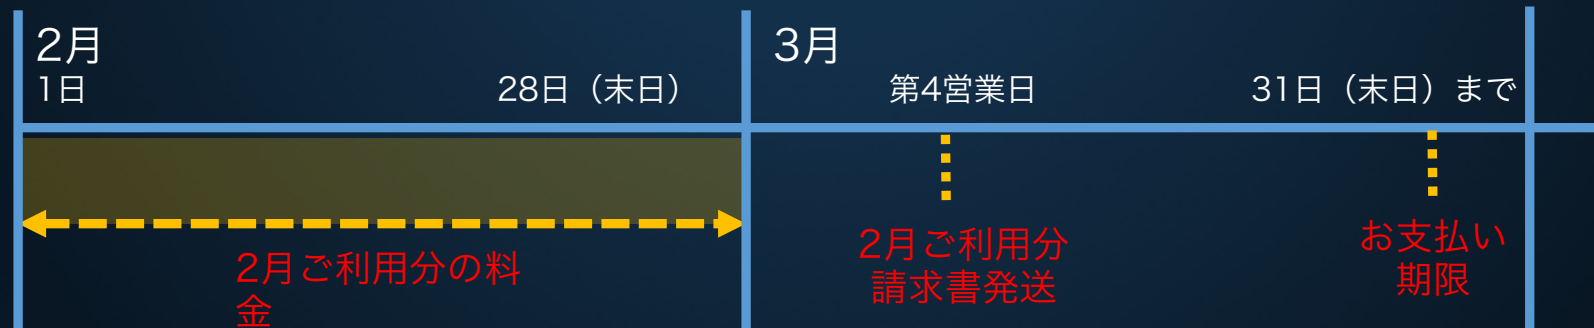 2月
1日
28日（末日）
3月
第4営業日
31日（末日）まで
2月ご利用分の料
金
2月ご利用分
請求書発送
お支払い
期限